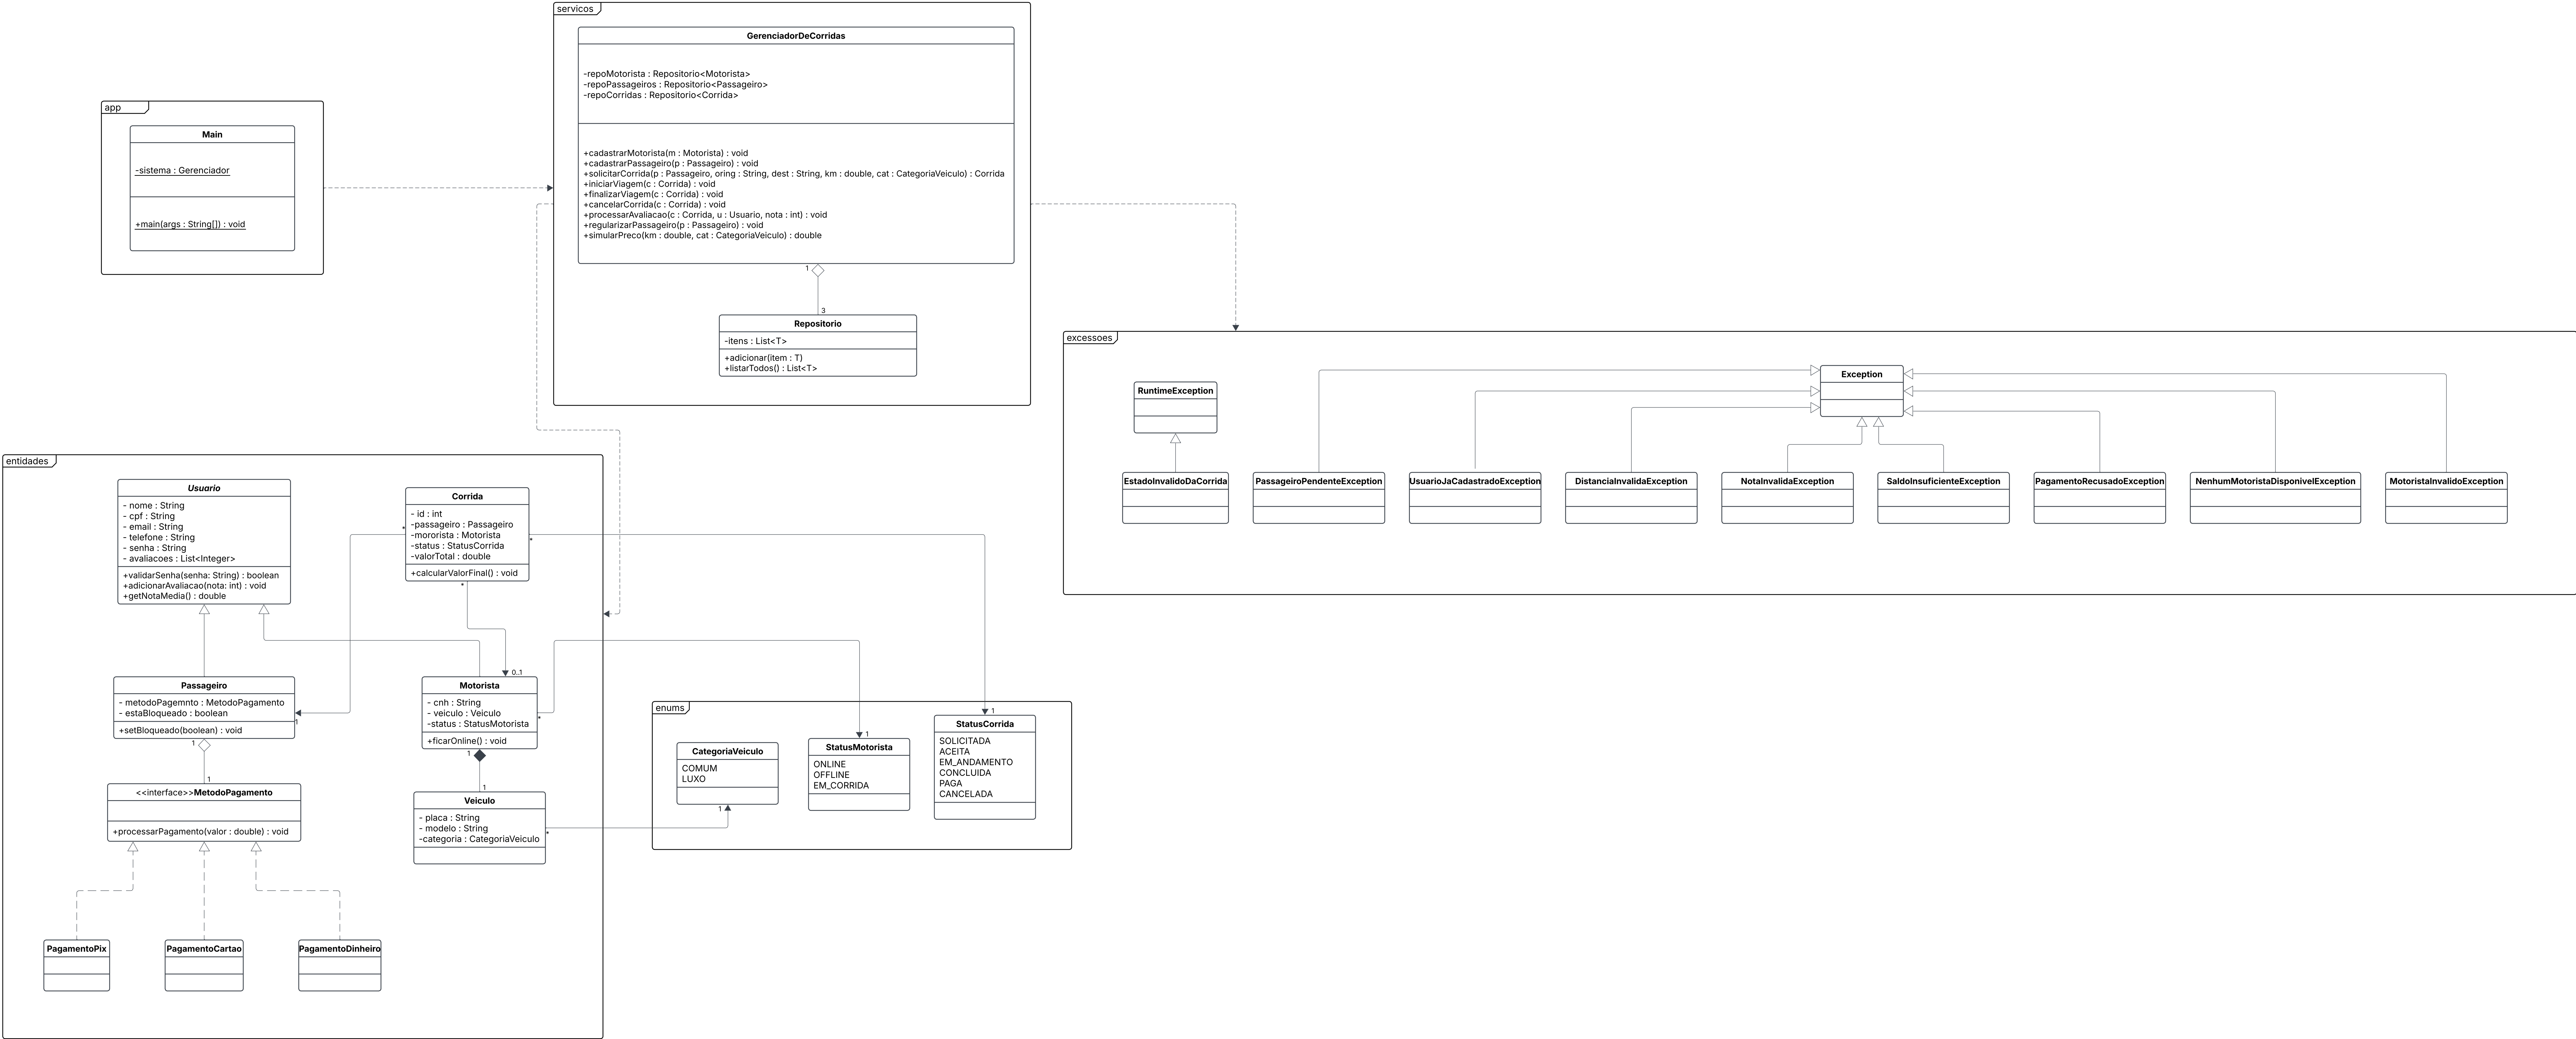 servicos
GerenciadorDeCorridas
-repoMotorista : Repositorio<Motorista>
-repoPassageiros : Repositorio<Passageiro>
-repoCorridas : Repositorio<Corrida>
+cadastrarMotorista(m : Motorista) : void
+cadastrarPassageiro(p : Passageiro) : void
+solicitarCorrida(p : Passageiro, oring : String, dest : String, km : double, cat : CategoriaVeiculo) : Corrida
+iniciarViagem(c : Corrida) : void
+finalizarViagem(c : Corrida) : void
+cancelarCorrida(c : Corrida) : void
+processarAvaliacao(c : Corrida, u : Usuario, nota : int) : void
+regularizarPassageiro(p : Passageiro) : void
+simularPreco(km : double, cat : CategoriaVeiculo) : double
1
3
Repositorio
-itens : List<T>
+adicionar(item : T)
+listarTodos() : List<T>
app
Main
-sistema : Gerenciador
+main(args : String[]) : void
excessoes
RuntimeException
Exception
EstadoInvalidoDaCorrida
PassageiroPendenteException
UsuarioJaCadastradoException
DistanciaInvalidaException
NotaInvalidaException
SaldoInsuficienteException
PagamentoRecusadoException
NenhumMotoristaDisponivelException
MotoristaInvalidoException
entidades
Usuario
- nome : String
- cpf : String
- email : String
- telefone : String
- senha : String
- avaliacoes : List<Integer>
+validarSenha(senha: String) : boolean
+adicionarAvaliacao(nota: int) : void
+getNotaMedia() : double
Corrida
- id : int
-passageiro : Passageiro
-mororista : Motorista
-status : StatusCorrida
-valorTotal : double
+calcularValorFinal() : void
*
*
*
0..1
Passageiro
- metodoPagemnto : MetodoPagamento
- estaBloqueado : boolean
+setBloqueado(boolean) : void
1
1
1
Motorista
- cnh : String
- veiculo : Veiculo
-status : StatusMotorista
+ficarOnline() : void
*
1
1
<<interface>>MetodoPagamento
+processarPagamento(valor : double) : void
Veiculo
- placa : String
- modelo : String
-categoria : CategoriaVeiculo
*
PagamentoPix
PagamentoCartao
PagamentoDinheiro
enums
CategoriaVeiculo
COMUM
LUXO
1
1
StatusMotorista
ONLINE
OFFLINE
EM_CORRIDA
1
StatusCorrida
SOLICITADA
ACEITA
EM_ANDAMENTO
CONCLUIDA
PAGA
CANCELADA